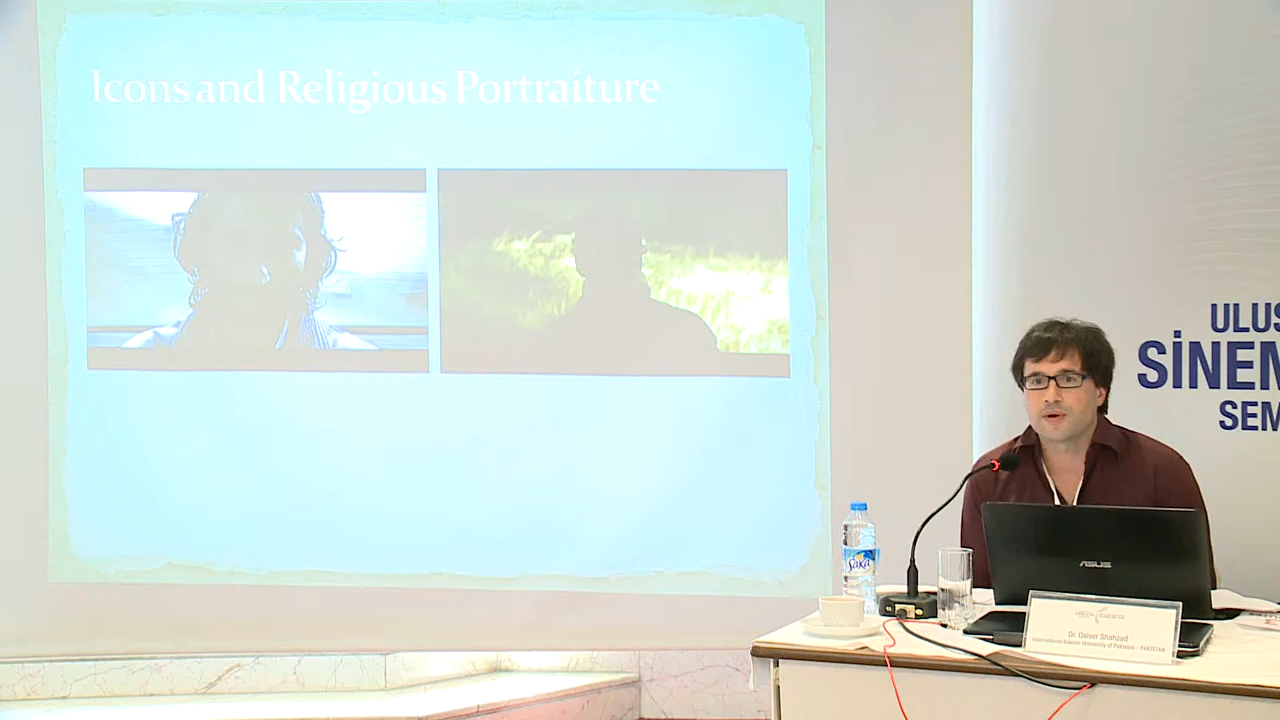 Icons and Religious Portraiture
ULUS
SİNEM
SEM
Saka
ASUS
Dr. Qaiser Shahzad
International Islamic University of Pakistan - PAKISTAN